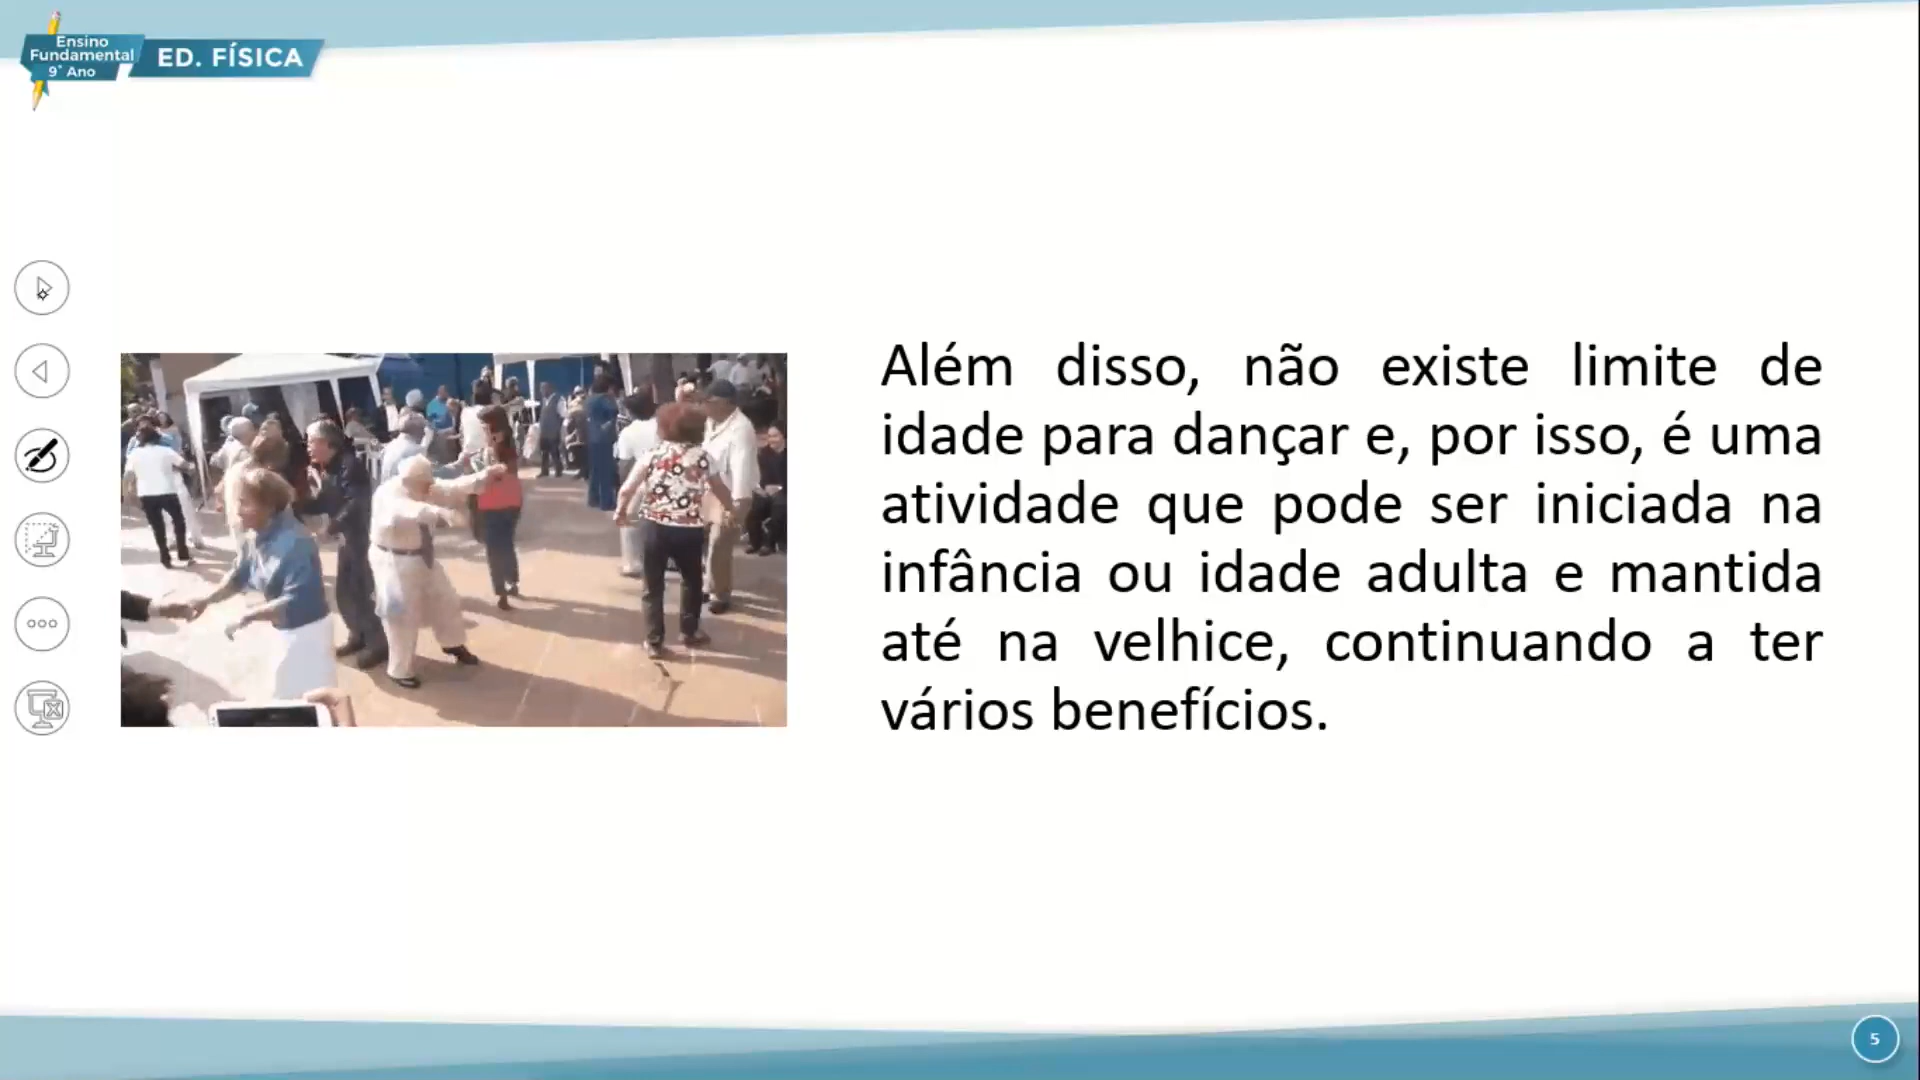 Ensino
Fundamental
9° Ano
ED. FÍSICA
Além disso, não existe limite de
idade para dançar e, por isso, é uma
atividade que pode ser iniciada na
infância ou idade adulta e mantida
até na velhice, continuando a ter
vários benefícios.
5